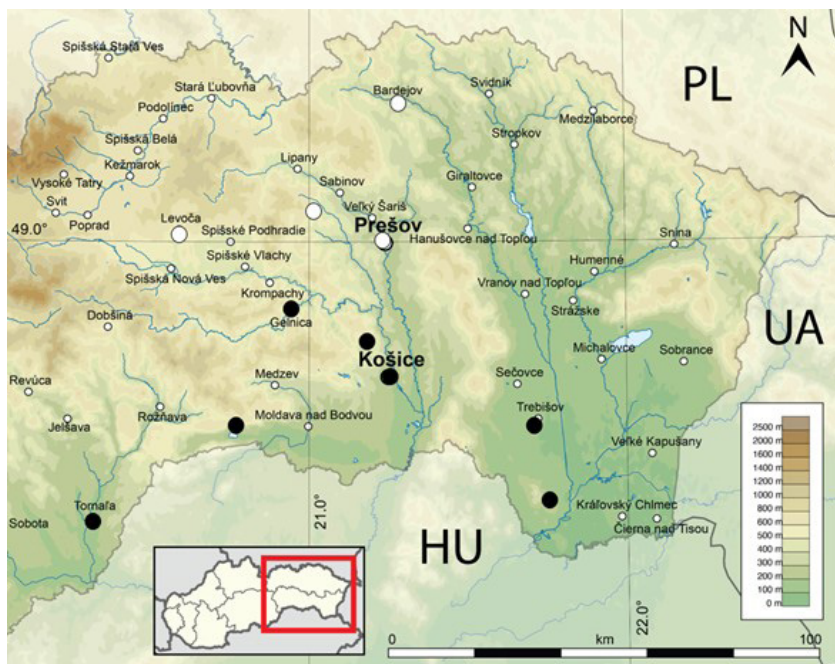 N
PL
Spišská Stará Ves
Stará Ľubovňa
Svidník
Bardejov
Podolínec
Medzilaborce
Stropkov
Spišská Belá
Lipany
Kežmarok
Giraltovce
Vysoké Tatry
Sabinov
Svit
Veľký Šariš
Poprad
Levoča
Prešov
49.0°
Spišské Podhradie
Hanušovce nad Topľou
Snina
Spišské Vlachy
Humenné
Spišská Nová Ves
Vranov nad Topľou
Krompachy
Strážske
Gelnica
UA
Dobšiná
Košice
Michalovce
Sobrance
Medzev
Sečovce
Revúca
Rožňava
Moldava nad Bodvou
Trebišov
Jelšava
Veľké Kapušany
2500 m
2000 m
1600 m
1400 m
1200 m
1000 m
800 m
600 m
500 m
400 m
300 m
200 m
100 m
0 m
21.0°
Tornaľa
Kráľovský Chlmec
Sobota
HU
Čierna nad Tisou
22.0°
0
km
100